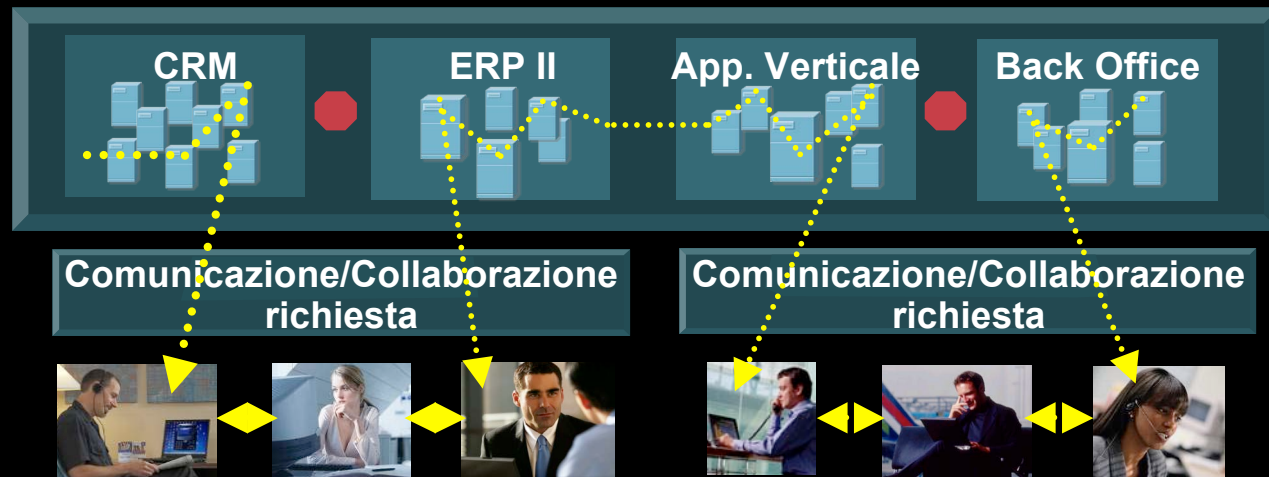 CRM
ERP II
App. Verticale
Back Office
Comunicazione/Collaborazione
richiesta
Comunicazione/Collaborazione
richiesta